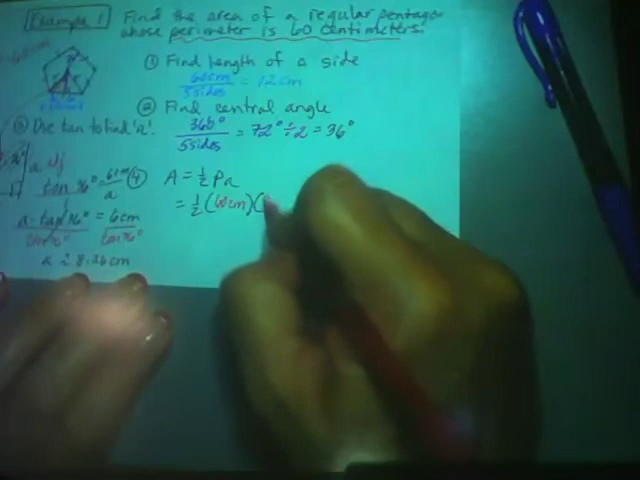 Example 1
Find the area of a regular pentagon
whose perimeter is 60 centimeters.
① Find length of a side
60cm
5 sides
= 12cm
② Find central angle
360°
5 sides
= 72° ÷ 2 = 36°
③ Use tan to find 'a'.
tan 36° = 6cm
a
a · tan 36° = 6cm
tan 36° tan 36°
a ≈ 8.26cm
④ A = ½ Pa
= ½ (60cm)(